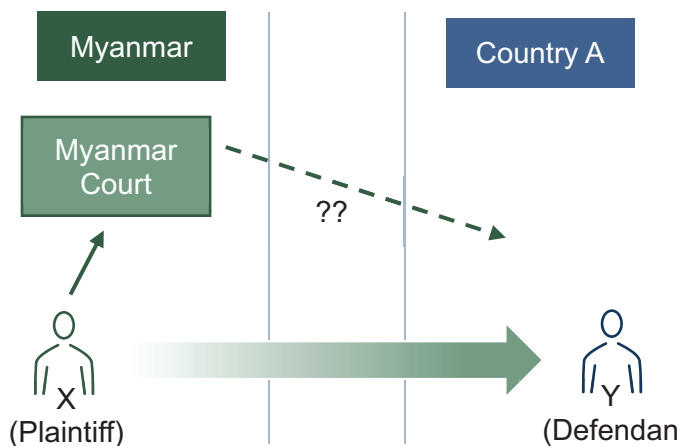 Myanmar
Country A
Myanmar
Court
??
X
(Plaintiff)
Y
(Defendan